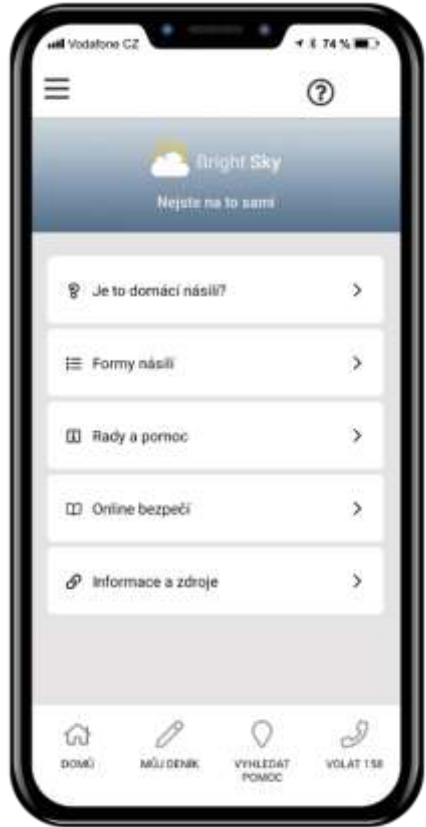 Vodafone CZ
74 %
Bright Sky
Nejste na to sami
Je to domácí násilí?
Formy násilí
Rady a pomoc
Online bezpečí
Informace a zdroje
DOMŮ
MŮJ DENÍK
VYHLEDAT
POMOC
VOLAT 158